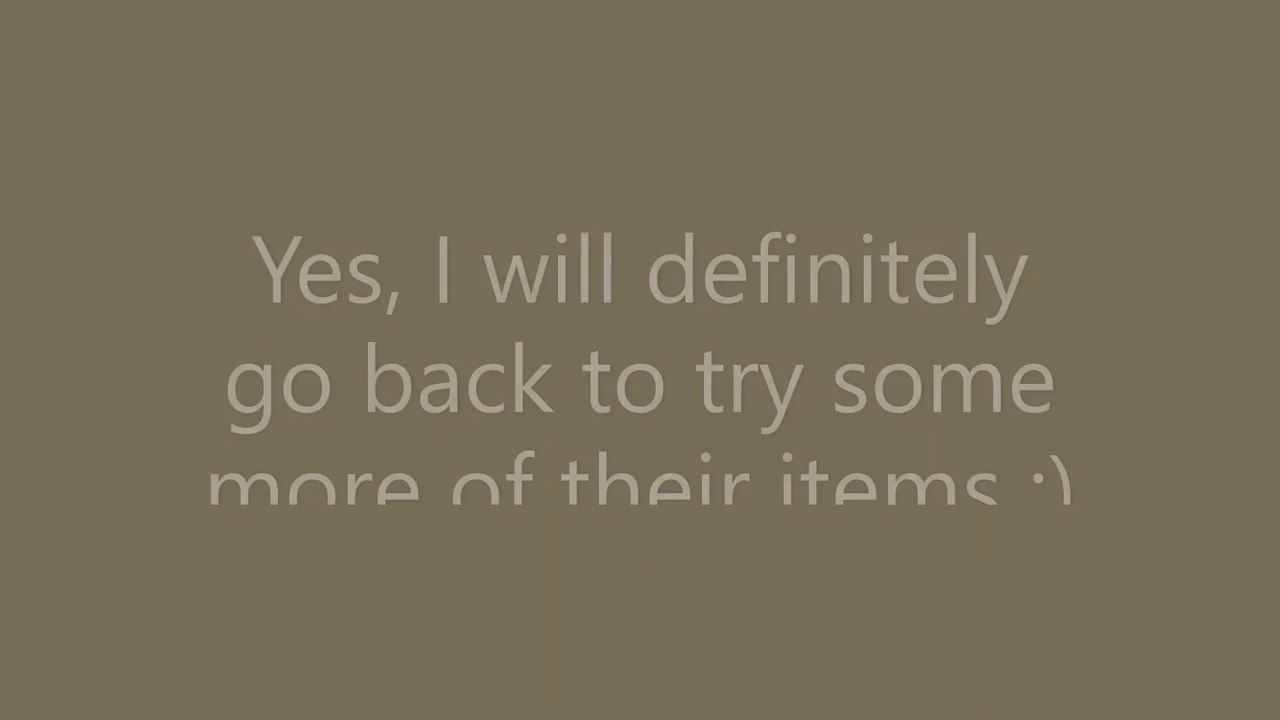 Yes, I will definitely
go back to try some
more of their items :)